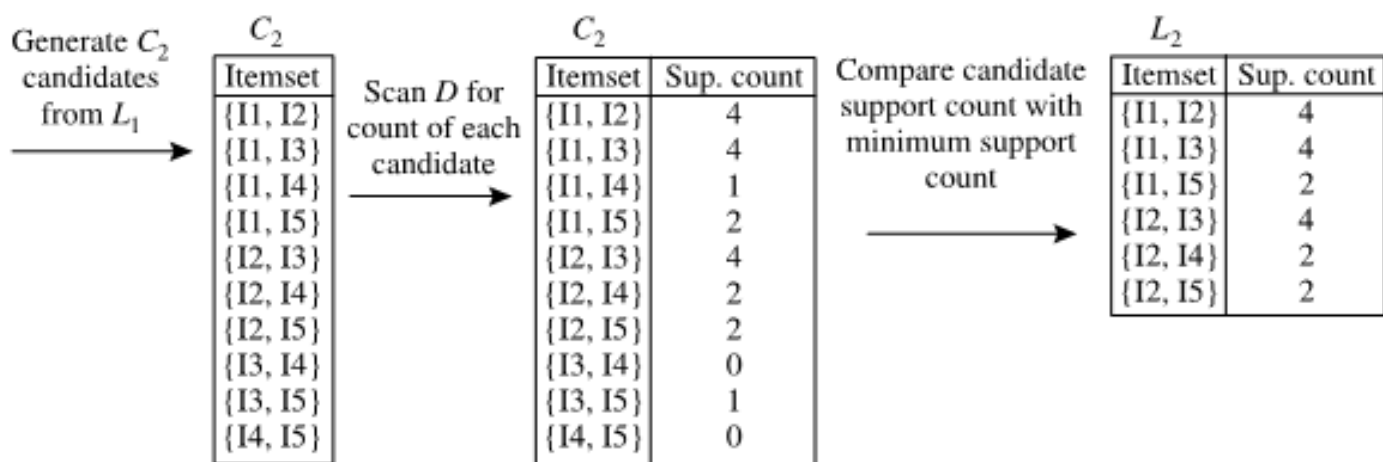 Generate C₂
candidates
from L₁
C₂
Itemset
{I1, I2}
{I1, I3}
{I1, I4}
{I1, I5}
{I2, I3}
{I2, I4}
{I2, I5}
{I3, I4}
{I3, I5}
{I4, I5}
Scan D for
count of each
candidate
C₂
Itemset Sup. count
{I1, I2} 4
{I1, I3} 4
{I1, I4} 1
{I1, I5} 2
{I2, I3} 4
{I2, I4} 2
{I2, I5} 2
{I3, I4} 0
{I3, I5} 1
{I4, I5} 0
Compare candidate
support count with
minimum support
count
L₂
Itemset Sup. count
{I1, I2} 4
{I1, I3} 4
{I1, I5} 2
{I2, I3} 4
{I2, I4} 2
{I2, I5} 2